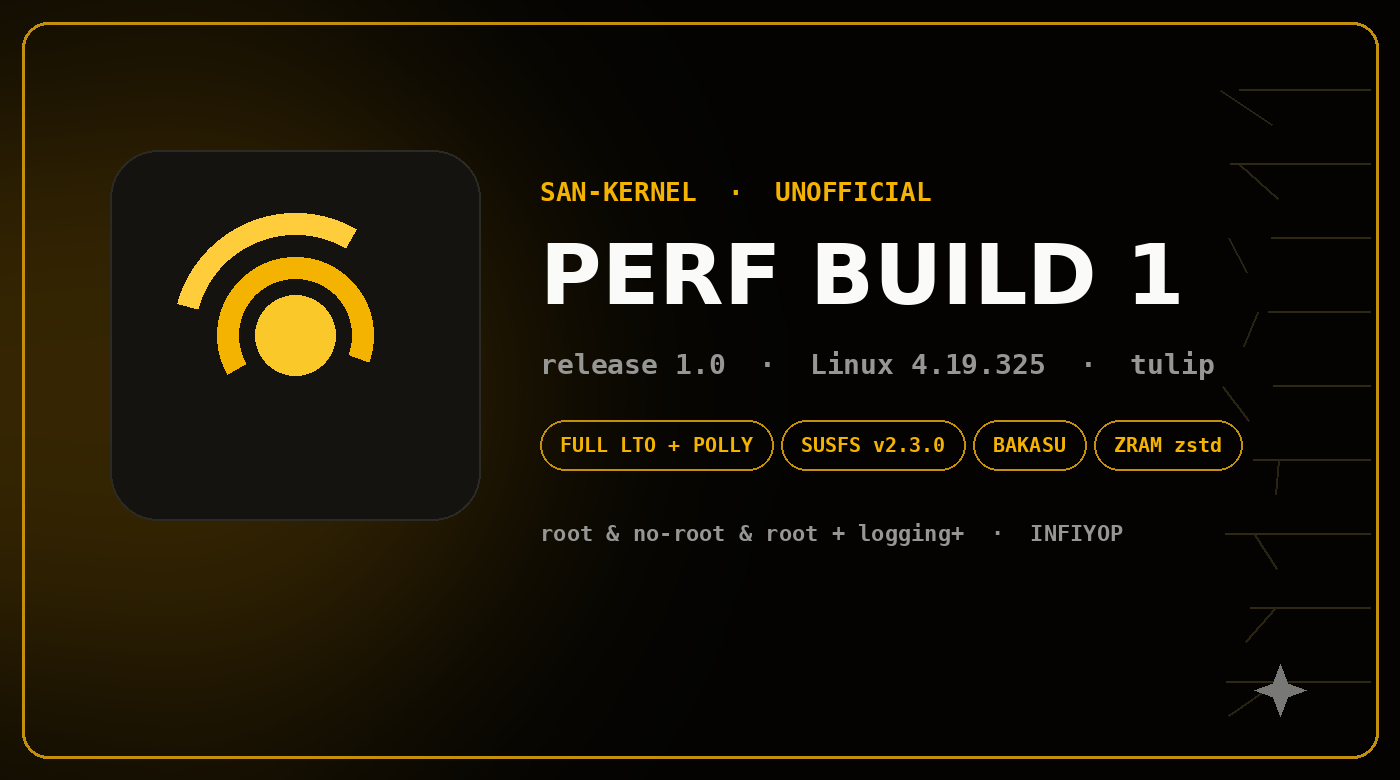 SAN-KERNEL · UNOFFICIAL
PERF BUILD 1
release 1.0 · Linux 4.19.325 · tulip
FULL LTO + POLLY SUSFS v2.3.0 BAKASU ZRAM zstd
root & no-root & root + logging+ · INFIYOP